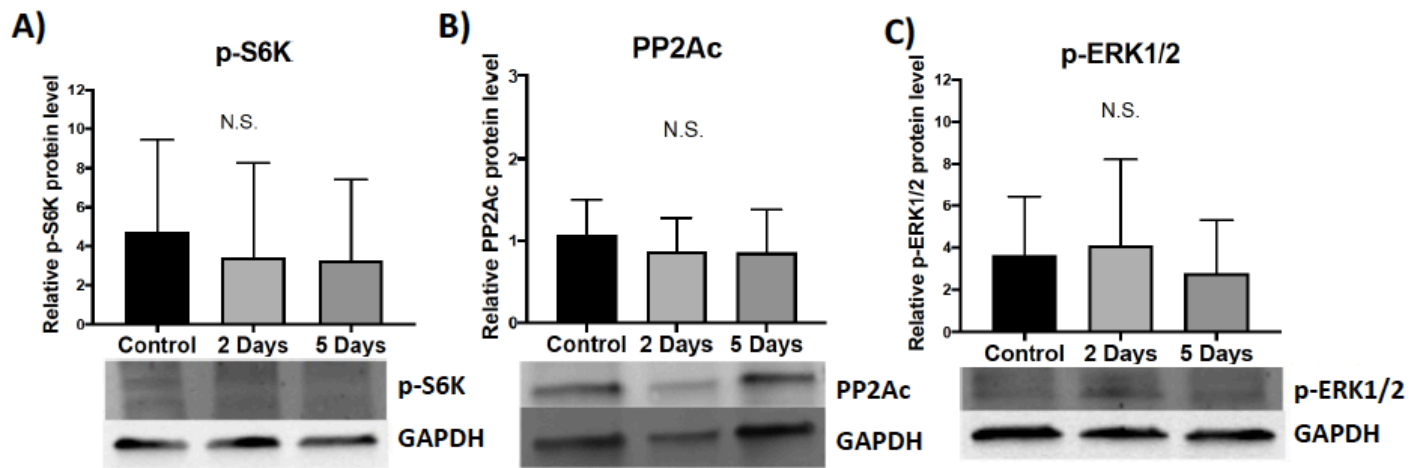 A)
p-S6K
Relative p-S6K protein level
12
10
8
6
4
2
0
N.S.
Control 2 Days 5 Days
p-S6K
GAPDH
B)
PP2Ac
Relative PP2Ac protein level
3
2
1
0
N.S.
Control 2 Days 5 Days
PP2Ac
GAPDH
C)
p-ERK1/2
Relative p-ERK1/2 protein level
12
10
8
6
4
2
0
N.S.
Control 2 Days 5 Days
p-ERK1/2
GAPDH